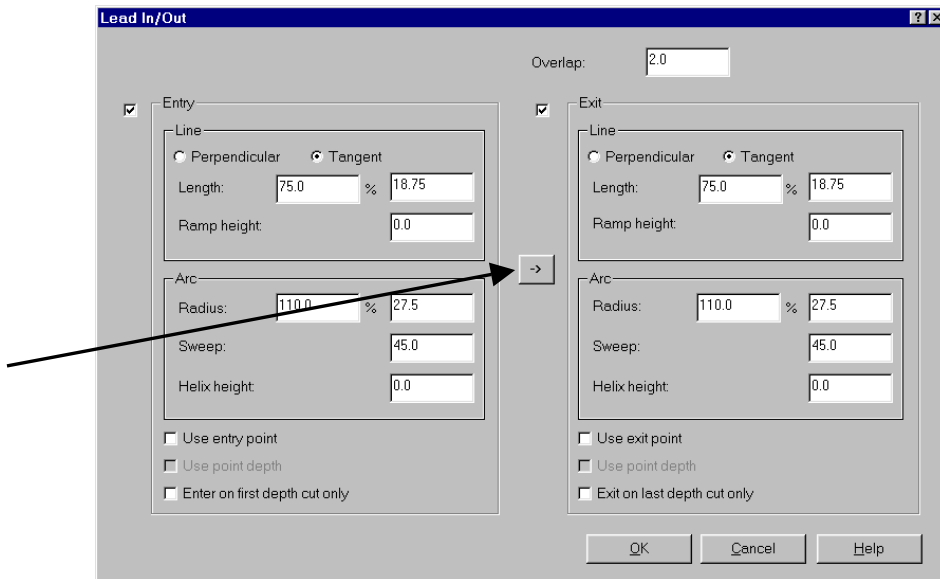 Lead In/Out
Overlap: 2.0
Entry
Line
Perpendicular Tangent
Length: 75.0 % 18.75
Ramp height: 0.0
Arc
Radius: 110.0 % 27.5
Sweep: 45.0
Helix height: 0.0
Use entry point
Use point depth
Enter on first depth cut only
->
Exit
Line
Perpendicular Tangent
Length: 75.0 % 18.75
Ramp height: 0.0
Arc
Radius: 110.0 % 27.5
Sweep: 45.0
Helix height: 0.0
Use exit point
Use point depth
Exit on last depth cut only
OK Cancel Help